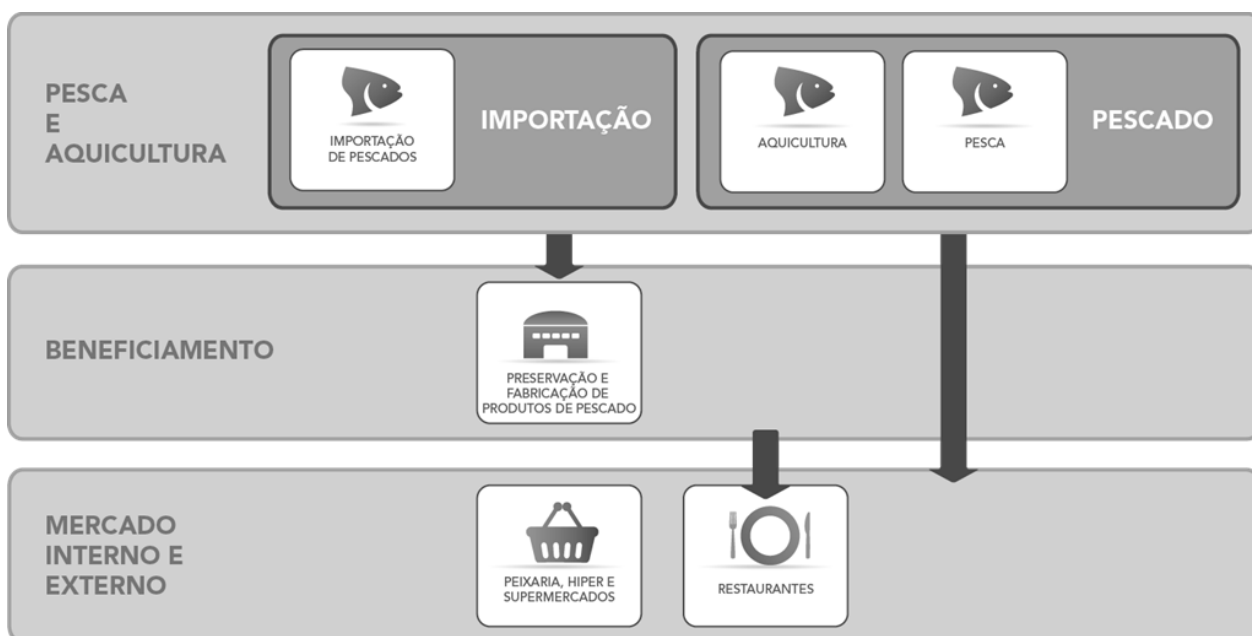 PESCA
E
AQUICULTURA
IMPORTAÇÃO
DE PESCADOS
IMPORTAÇÃO
AQUICULTURA
PESCA
PESCADO
BENEFICIAMENTO
PRESERVAÇÃO E
FABRICAÇÃO DE
PRODUTOS DE PESCADO
MERCADO
INTERNO E
EXTERNO
PEIXARIA, HIPER E
SUPERMERCADOS
RESTAURANTES